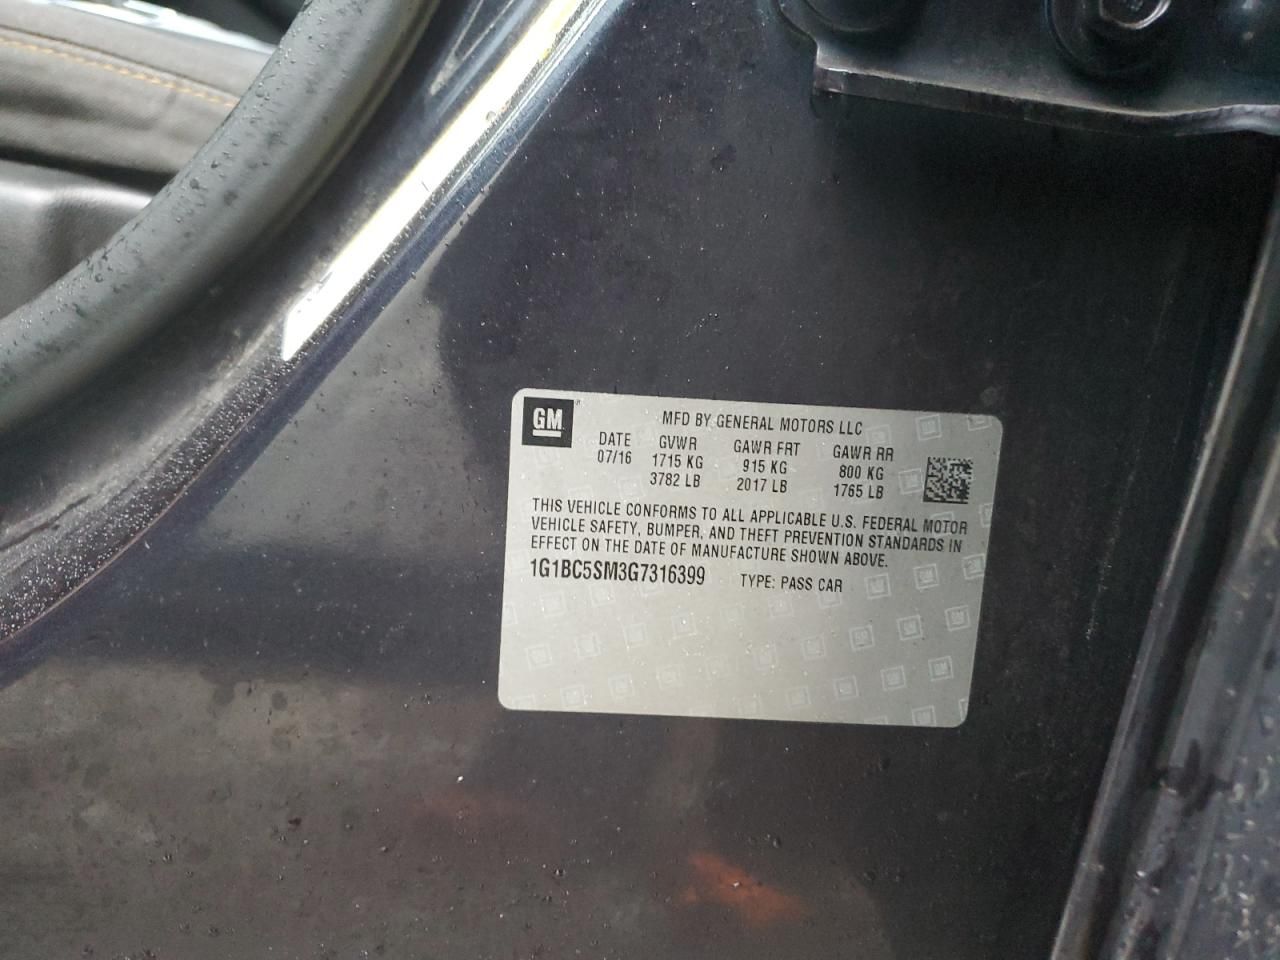 GM
MFD BY GENERAL MOTORS LLC
DATE GVWR GAWR FRT GAWR RR
07/16 1715 KG 915 KG 800 KG
3782 LB 2017 LB 1765 LB
THIS VEHICLE CONFORMS TO ALL APPLICABLE U.S. FEDERAL MOTOR
VEHICLE SAFETY, BUMPER, AND THEFT PREVENTION STANDARDS IN
EFFECT ON THE DATE OF MANUFACTURE SHOWN ABOVE.
1G1BC5SM3G7316399 TYPE: PASS CAR